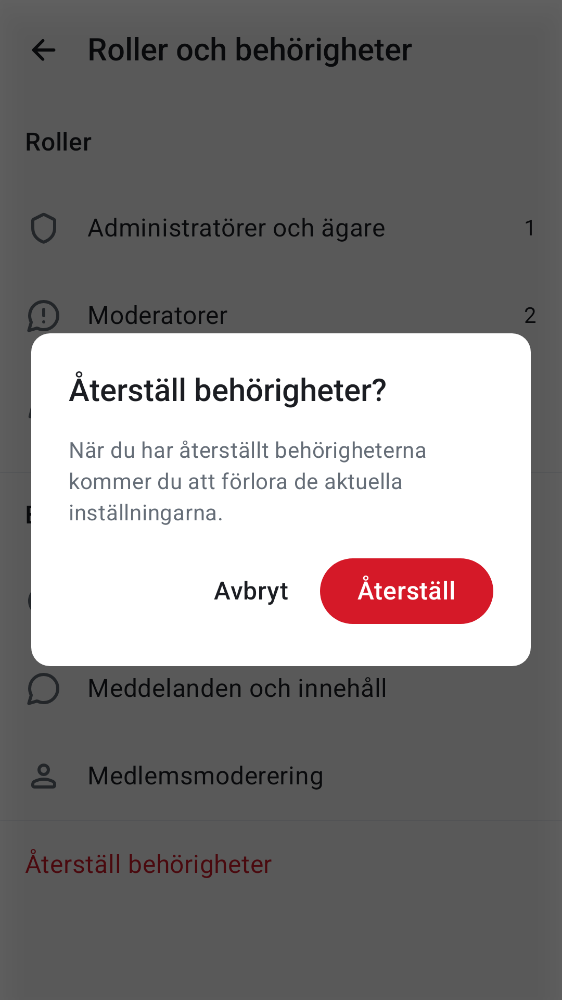 Roller och behörigheter
Roller
Administratörer och ägare
1
Moderatorer
2
Återställ behörigheter?
När du har återställt behörigheterna
kommer du att förlora de aktuella
inställningarna.
Avbryt
Återställ
Meddelanden och innehåll
Medlemsmoderering
Återställ behörigheter